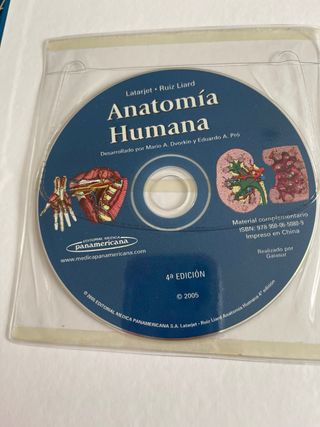 Latarjet • Ruiz Liard
Anatomía
Humana
Desarrollado por Mario A. Dvorkin y Eduardo A. Pró
EDITORIAL MEDICA
panamericana
www.medicapanamericana.com
Material complementario
ISBN: 978 950-06-
Impreso en China
Realizado por
4ª EDICIÓN
© 2005
© 2005 EDITORIAL MEDICA PANAMERICANA S.A. Latarjet - Ruiz Liard Anatomía Humana 4ª edición